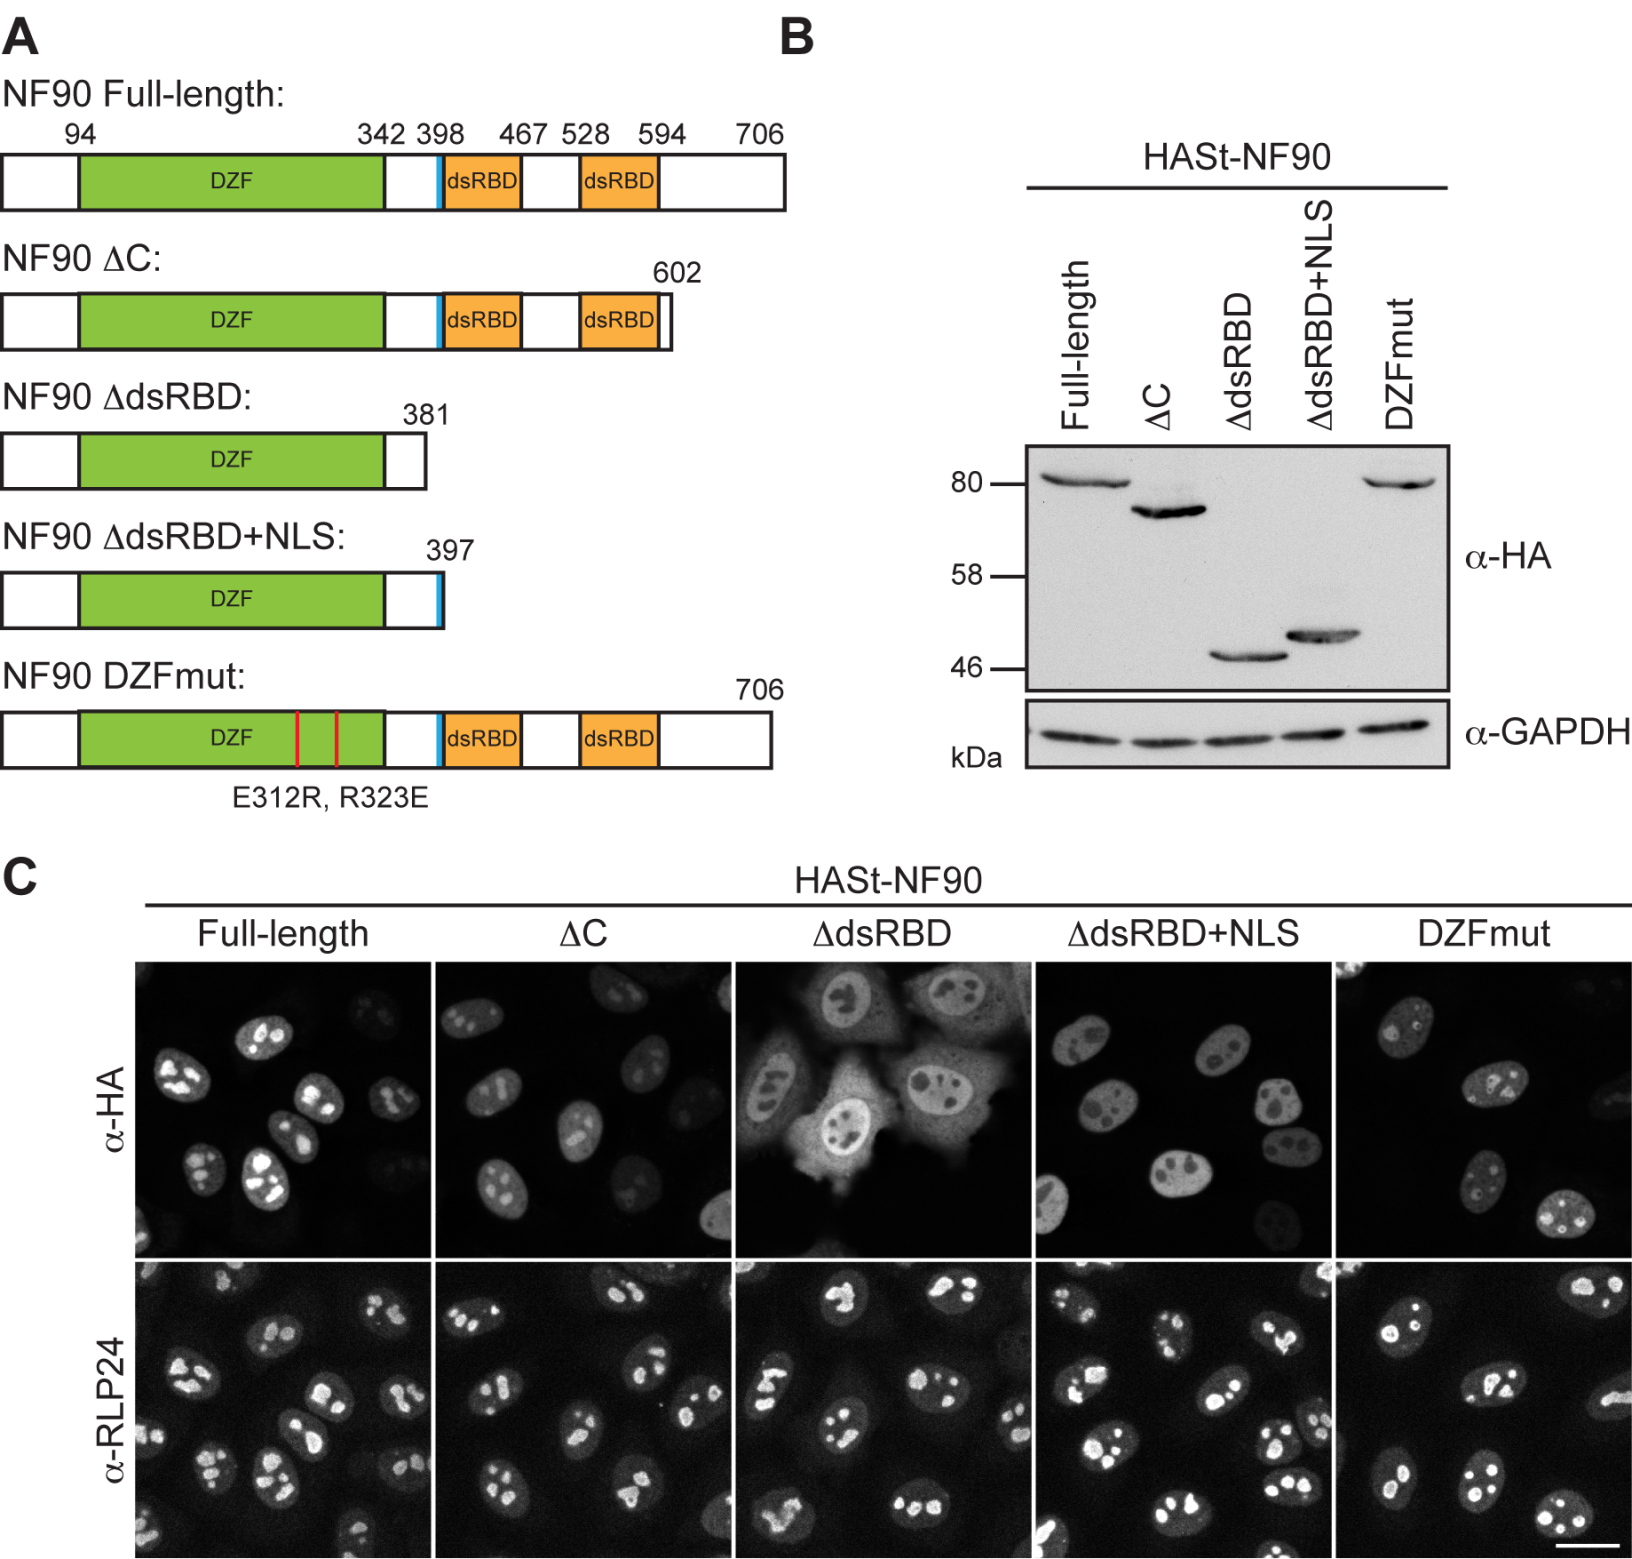 A
NF90 Full-length:
94 342 398 467 528 594 706
DZF dsRBD dsRBD
NF90 ΔC:
602
DZF dsRBD dsRBD
NF90 ΔdsRBD:
381
DZF
NF90 ΔdsRBD+NLS:
397
DZF
NF90 DZFmut:
706
DZF dsRBD dsRBD
E312R, R323E
B
HASt-NF90
Full-length
ΔC
ΔdsRBD
ΔdsRBD+NLS
DZFmut
80
58
46
kDa
α-HA
α-GAPDH
C
HASt-NF90
Full-length ΔC ΔdsRBD ΔdsRBD+NLS DZFmut
α-HA
α-RLP24